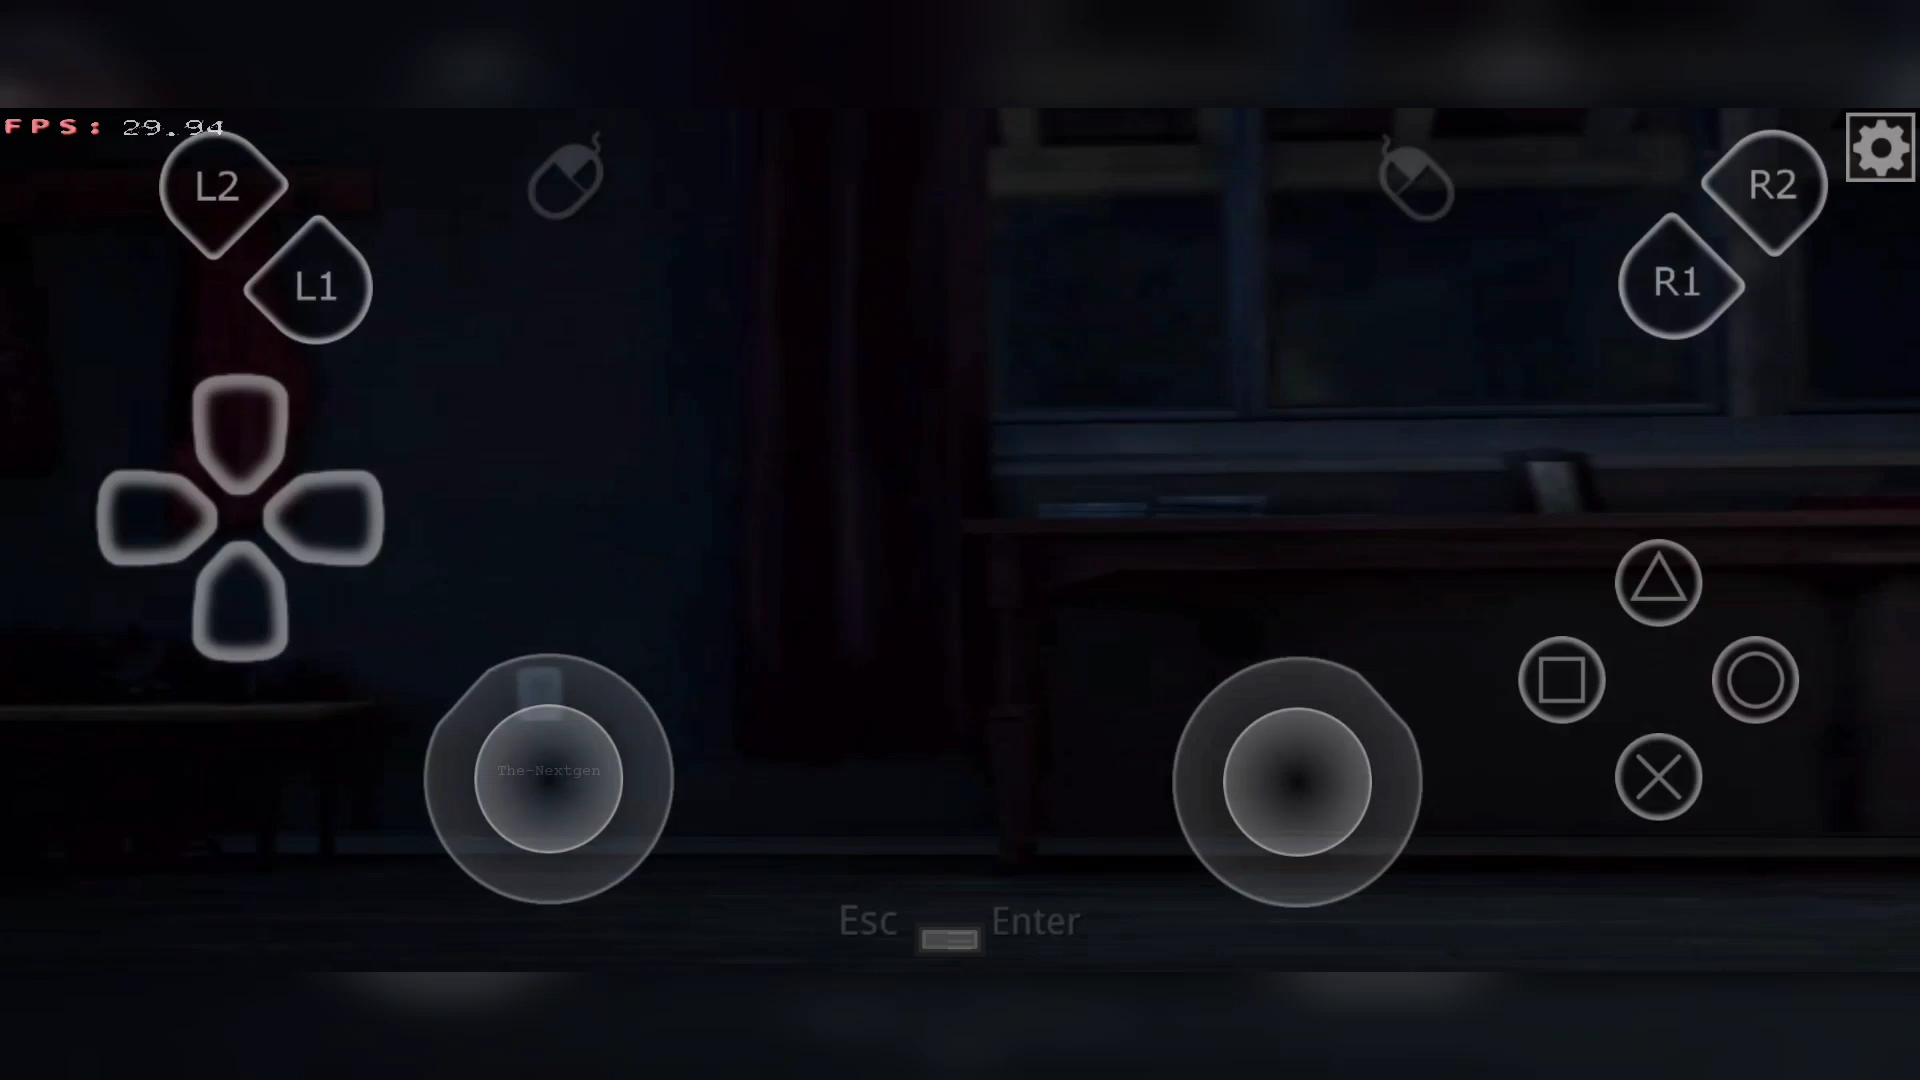 FPS: 29.94
L2
R2
L1
R1
The-Nextgen
Esc
Enter